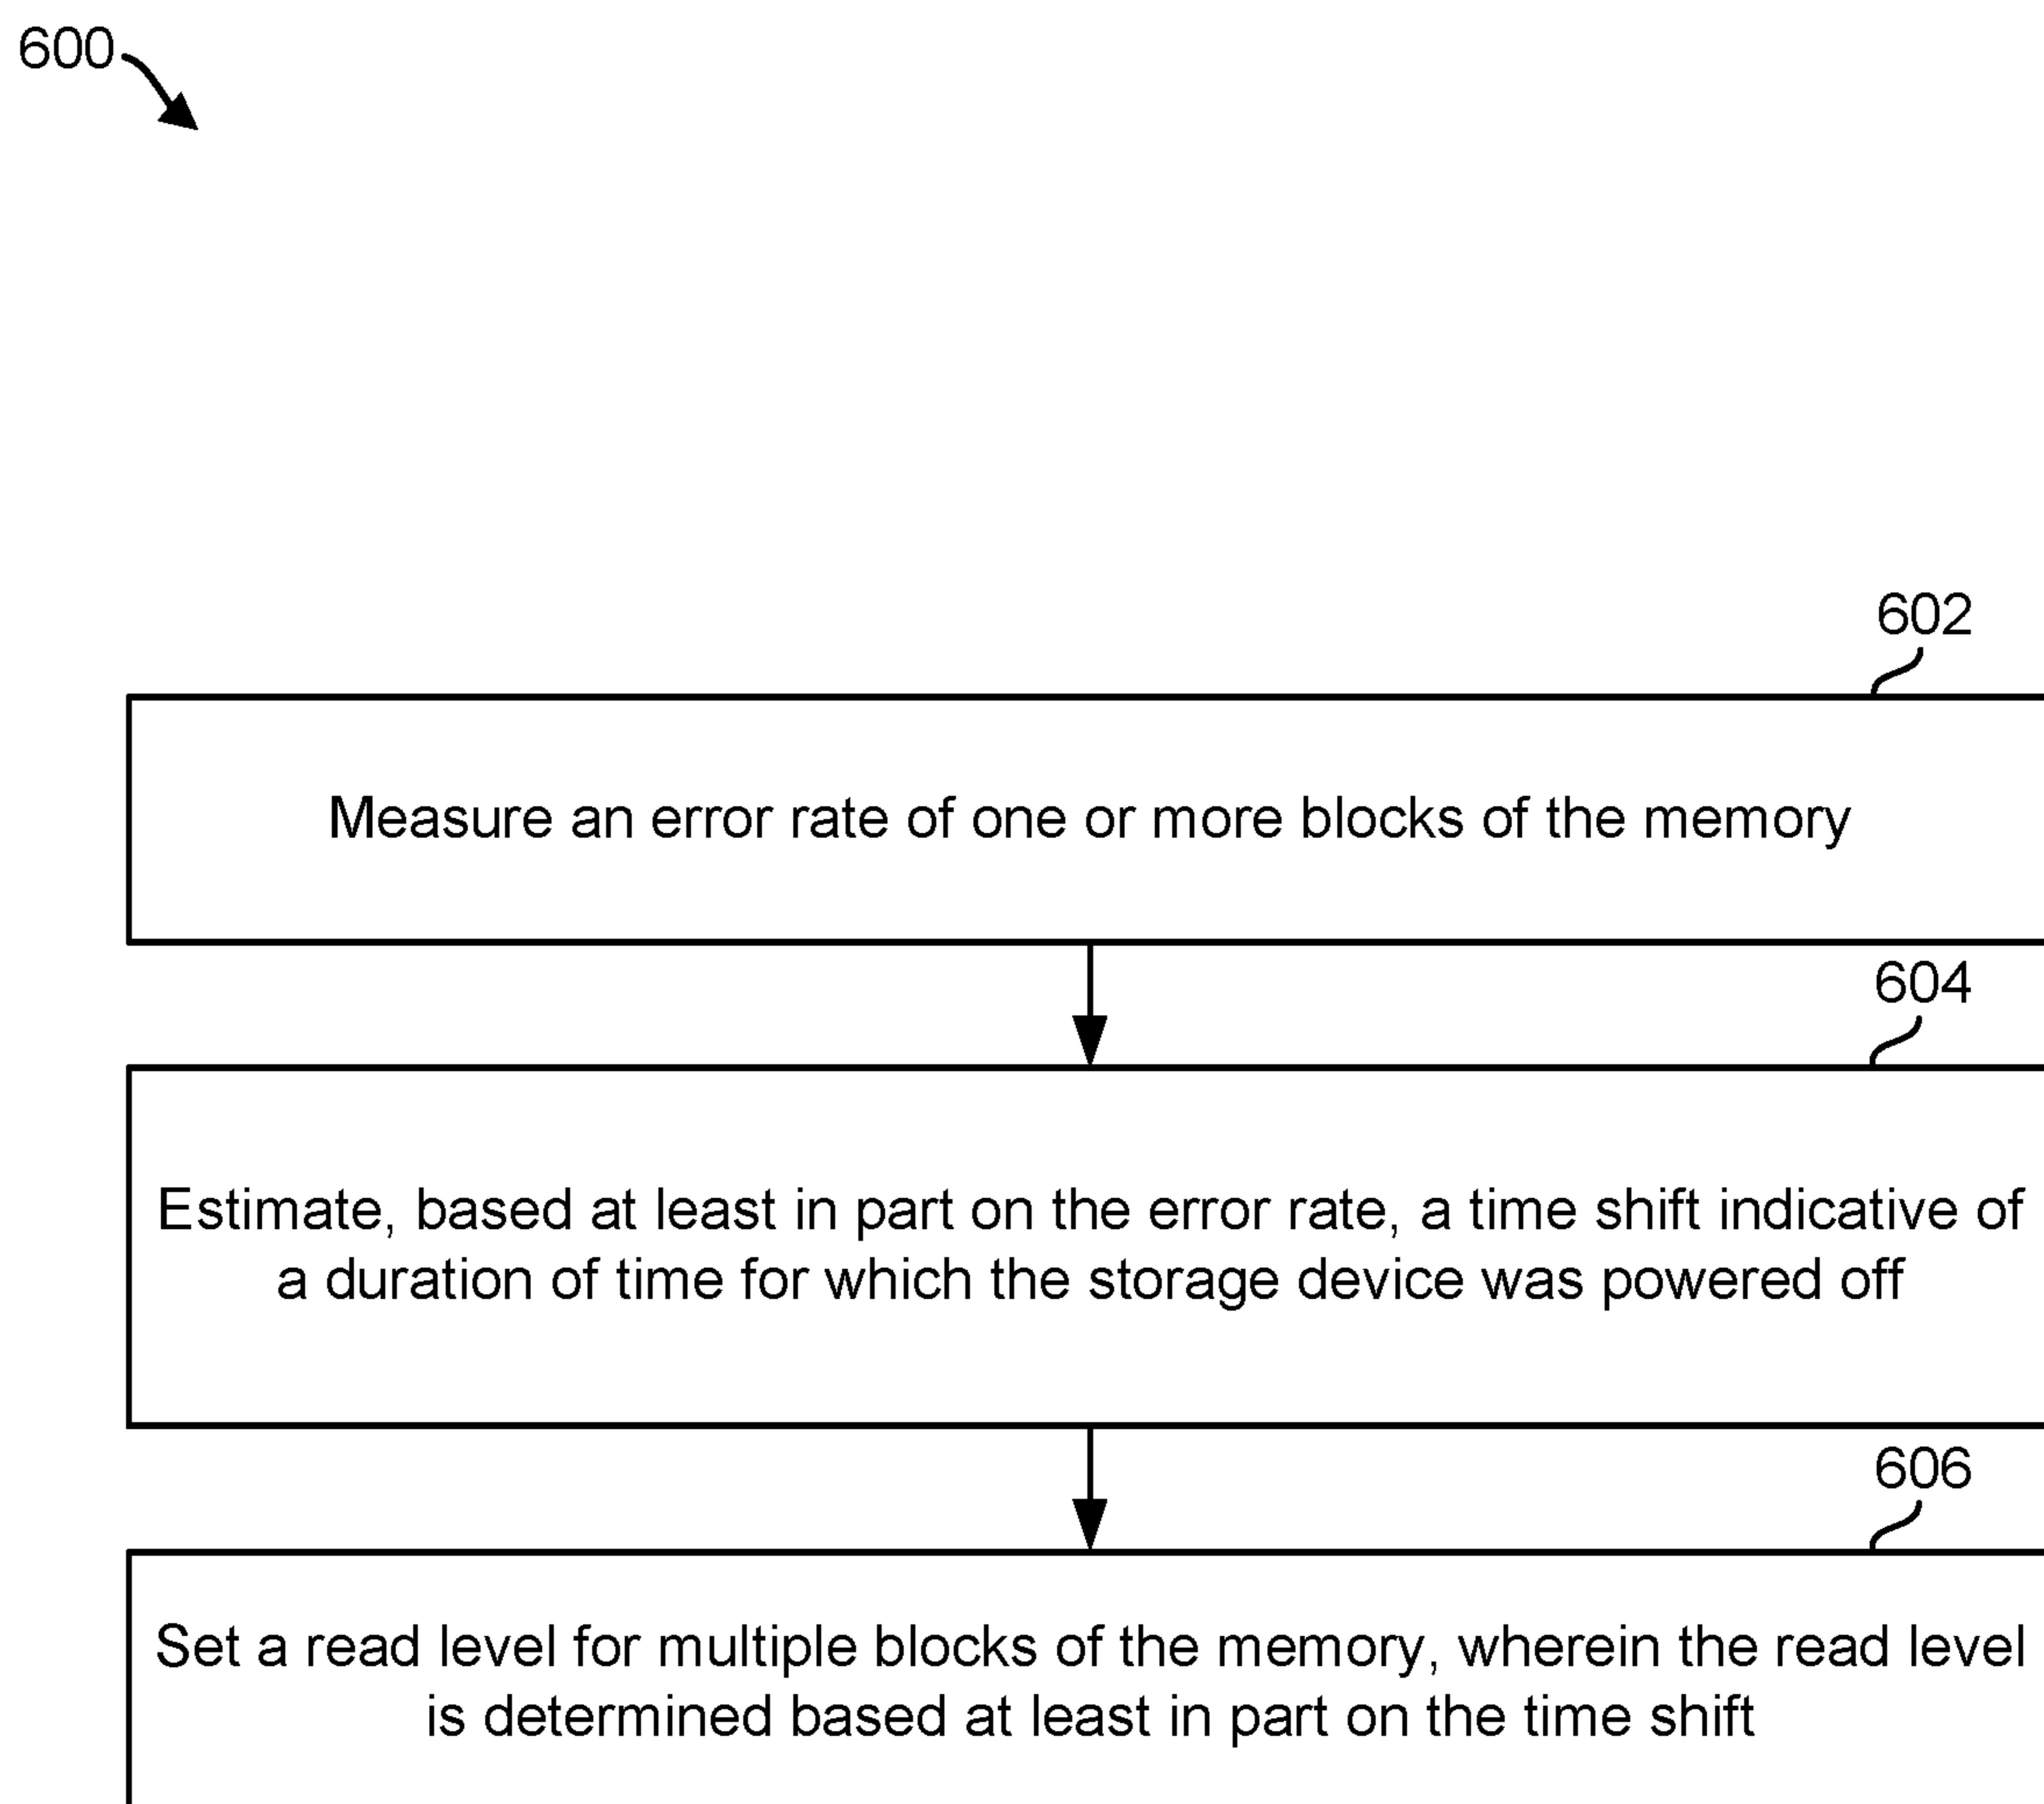 600
602
Measure an error rate of one or more blocks of the memory
604
Estimate, based at least in part on the error rate, a time shift indicative of
a duration of time for which the storage device was powered off
606
Set a read level for multiple blocks of the memory, wherein the read level
is determined based at least in part on the time shift